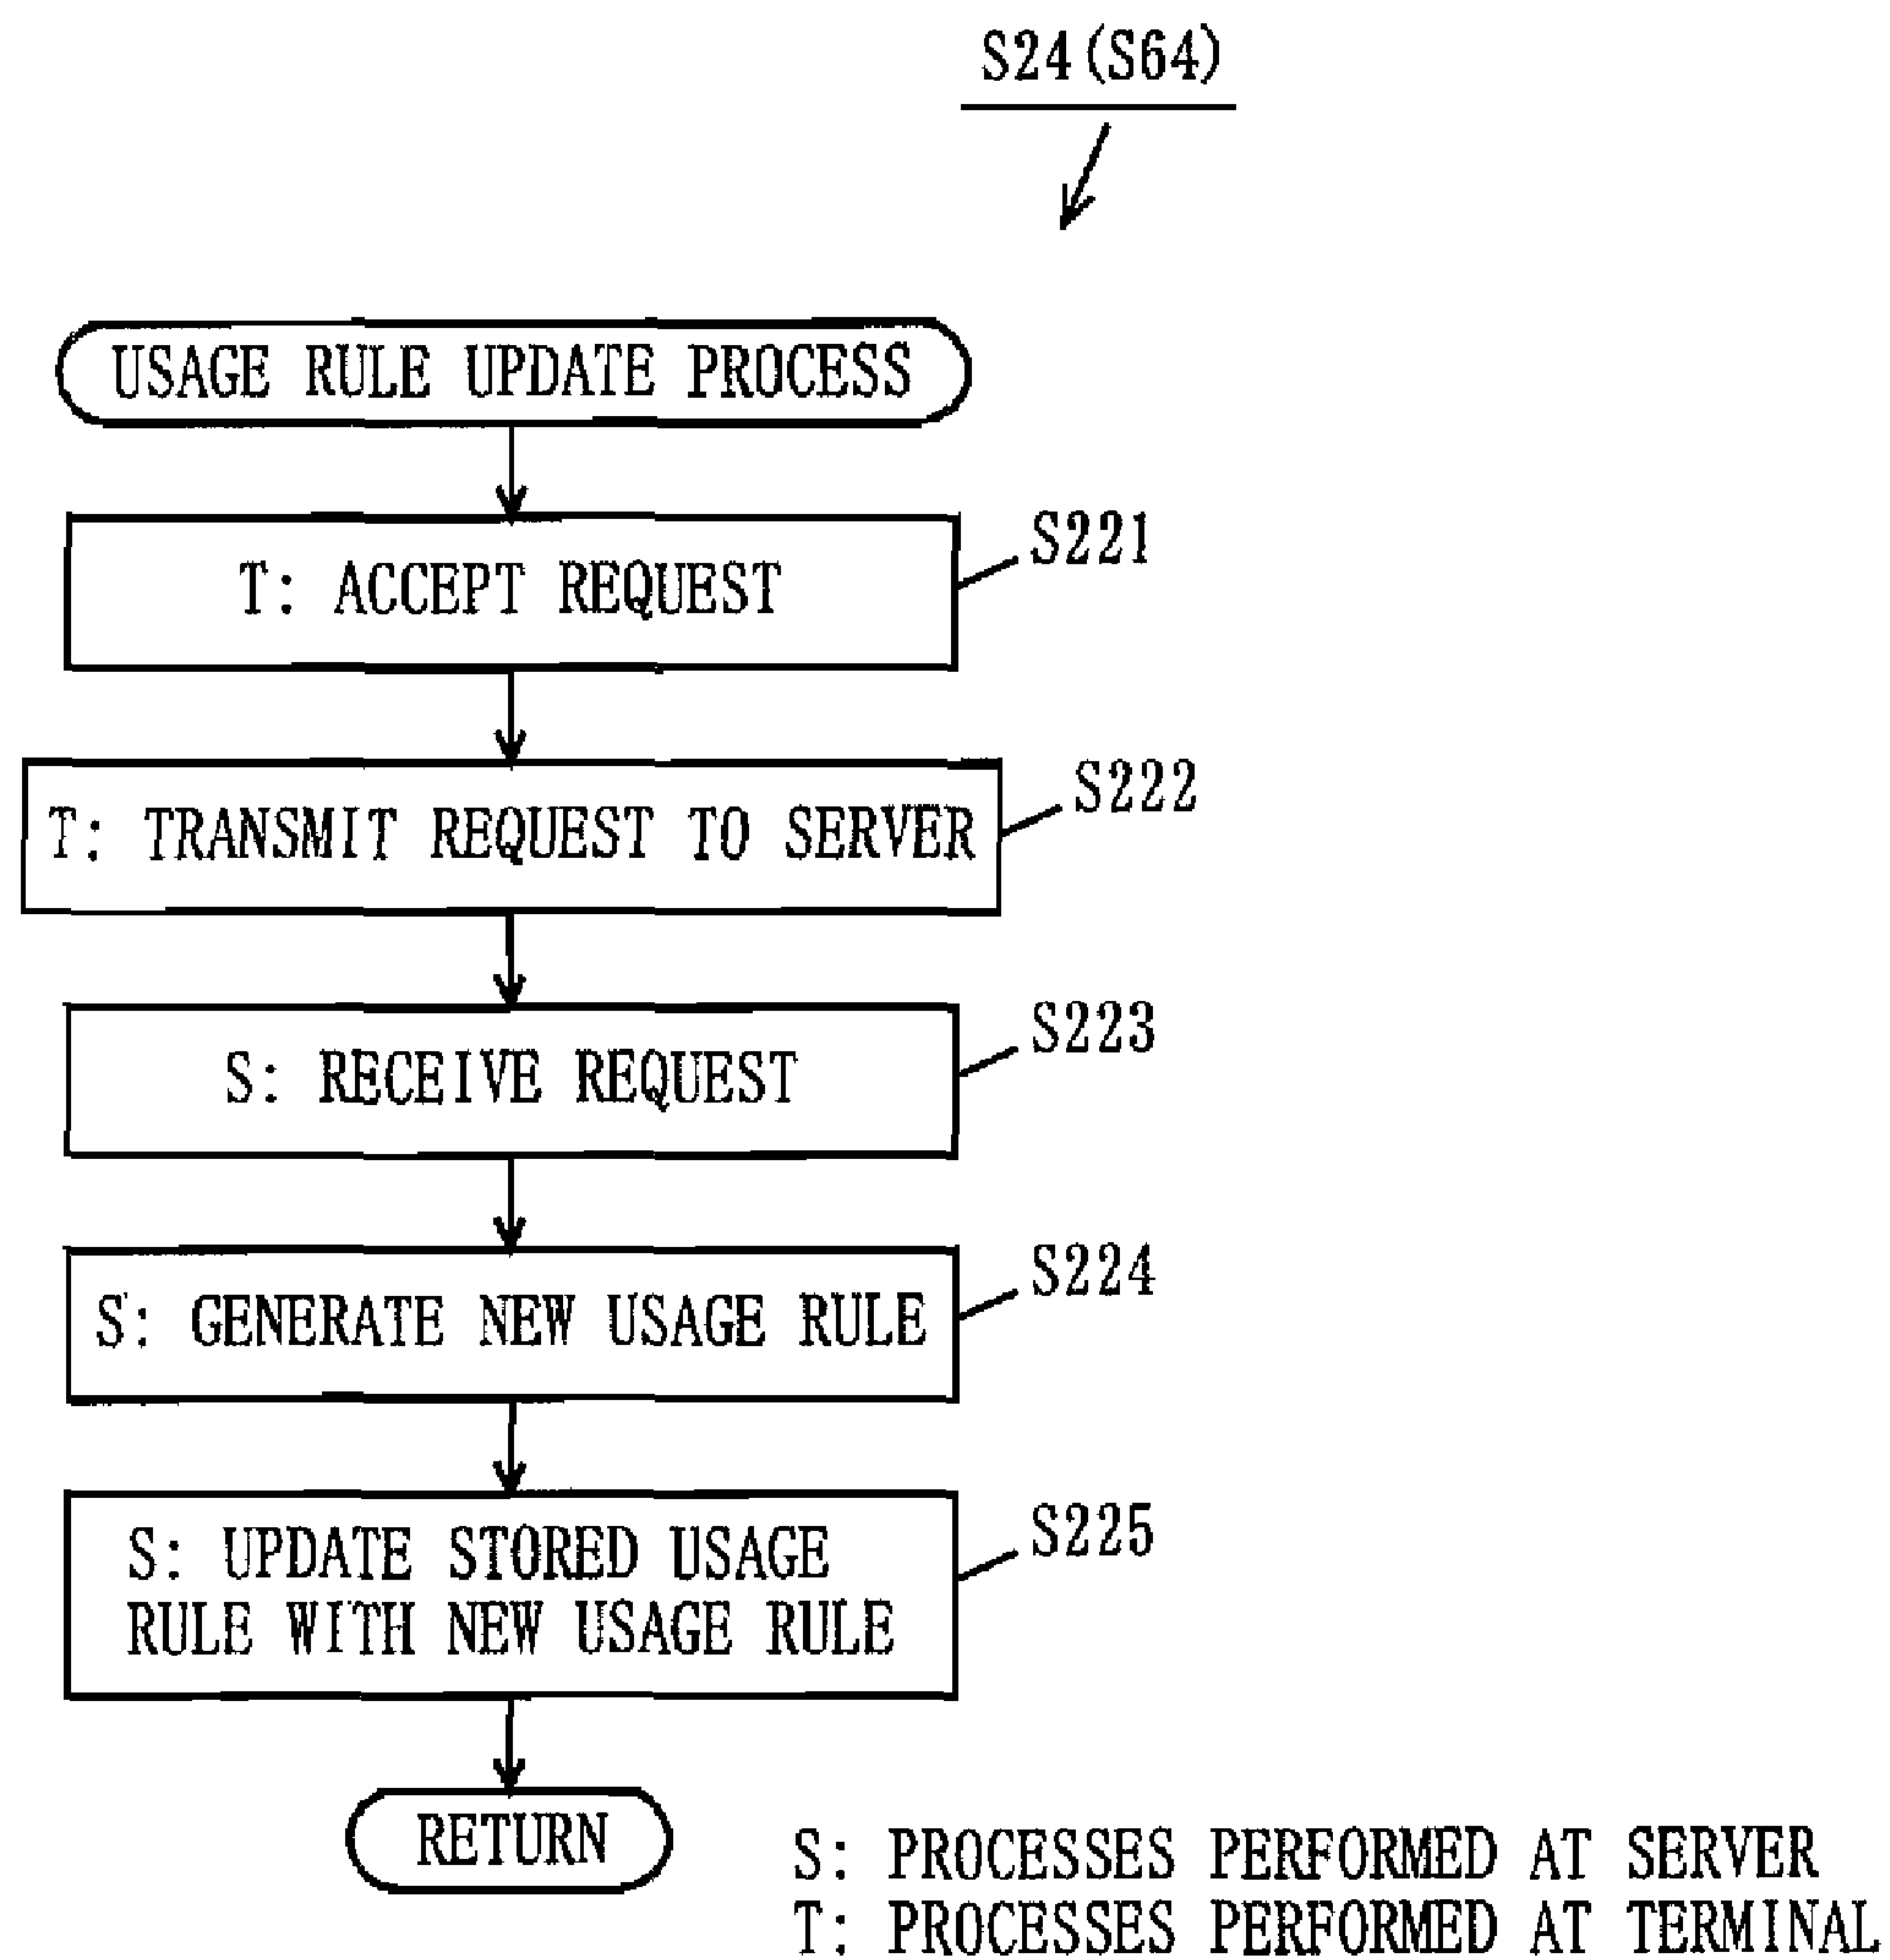 S24(S64)
USAGE RULE UPDATE PROCESS
T: ACCEPT REQUEST
S221
T: TRANSMIT REQUEST TO SERVER
S222
S: RECEIVE REQUEST
S223
S: GENERATE NEW USAGE RULE
S224
S: UPDATE STORED USAGE
RULE WITH NEW USAGE RULE
S225
RETURN
S: PROCESSES PERFORMED AT SERVER
T: PROCESSES PERFORMED AT TERMINAL